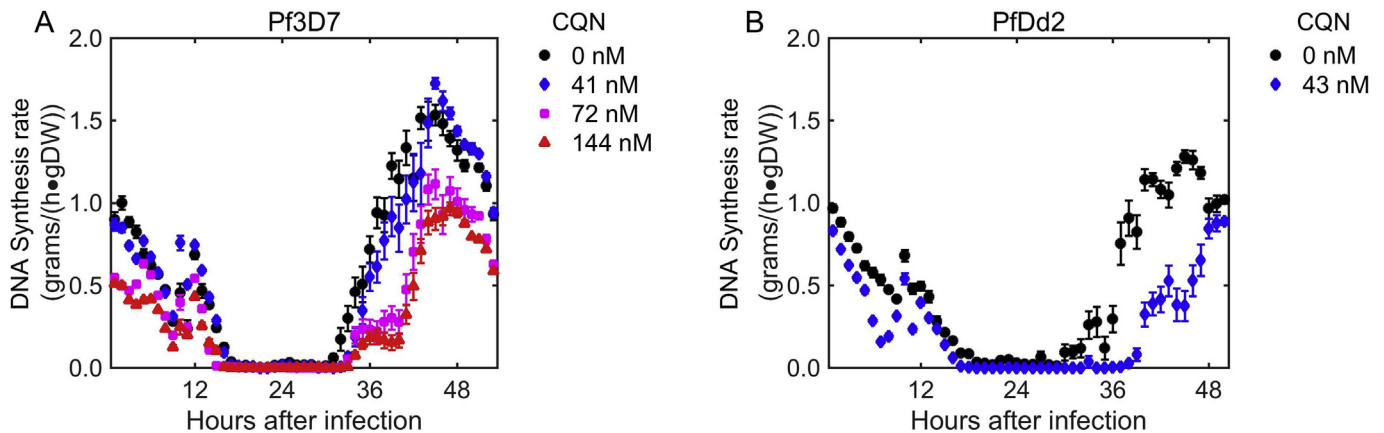 A
Pf3D7
CQN
DNA Synthesis rate
(grams/(h•gDW))
2.0
1.5
1.0
0.5
0.0
12
24
36
48
Hours after infection
0 nM
41 nM
72 nM
144 nM
B
PfDd2
CQN
DNA Synthesis rate
(grams/(h•gDW))
2.0
1.5
1.0
0.5
0.0
12
24
36
48
Hours after infection
0 nM
43 nM